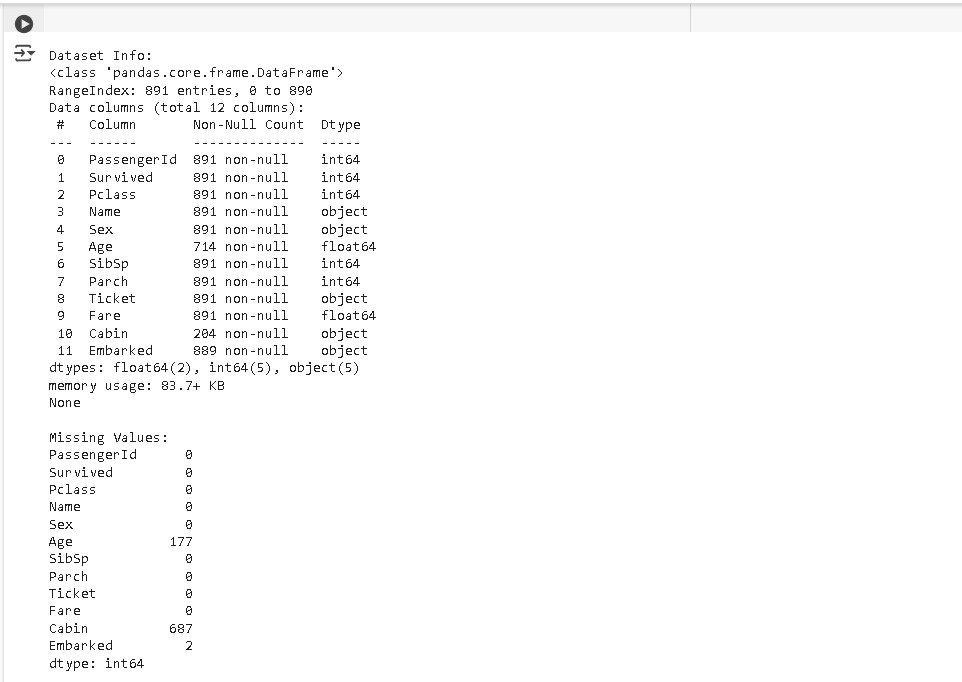 Dataset Info:
<class 'pandas.core.frame.DataFrame'>
RangeIndex: 891 entries, 0 to 890
Data columns (total 12 columns):
 #   Column       Non-Null Count  Dtype
---  ------       --------------  -----
 0   PassengerId  891 non-null    int64
 1   Survived     891 non-null    int64
 2   Pclass       891 non-null    int64
 3   Name         891 non-null    object
 4   Sex          891 non-null    object
 5   Age          714 non-null    float64
 6   SibSp        891 non-null    int64
 7   Parch        891 non-null    int64
 8   Ticket       891 non-null    object
 9   Fare         891 non-null    float64
 10  Cabin        204 non-null    object
 11  Embarked     889 non-null    object
dtypes: float64(2), int64(5), object(5)
memory usage: 83.7+ KB
None

Missing Values:
PassengerId      0
Survived         0
Pclass           0
Name             0
Sex              0
Age            177
SibSp            0
Parch            0
Ticket           0
Fare             0
Cabin          687
Embarked         2
dtype: int64